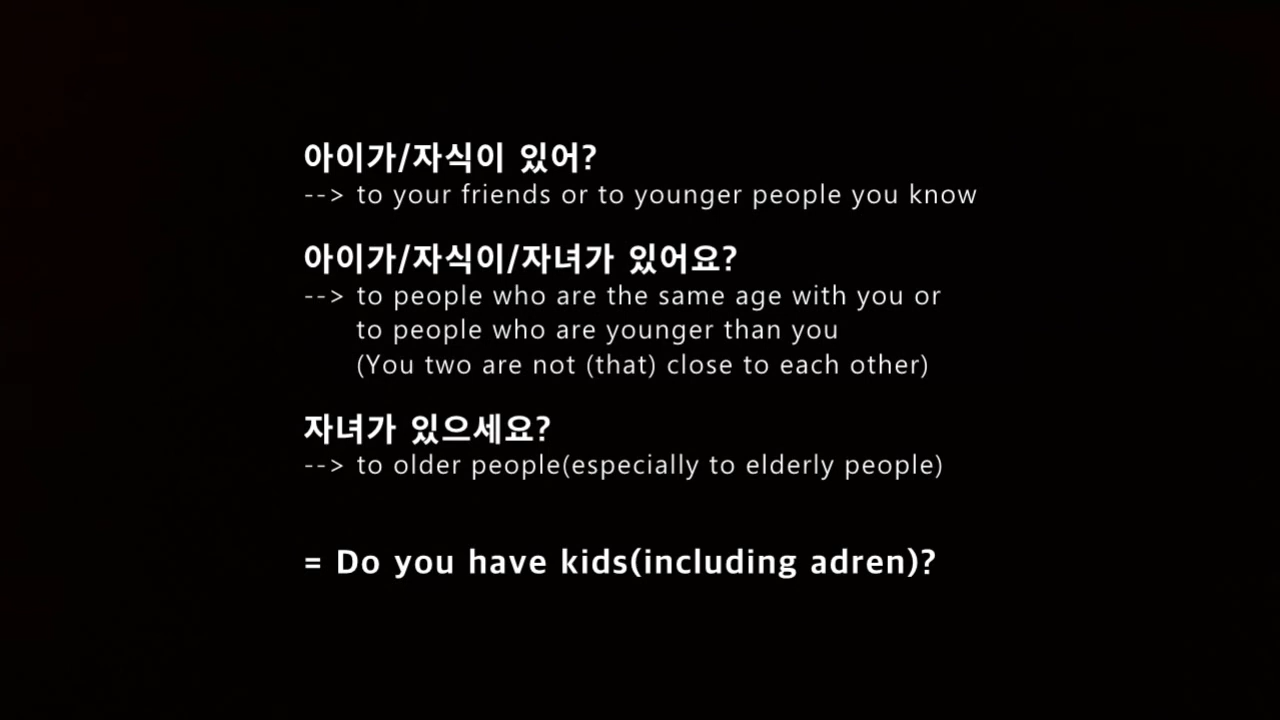 아이가/자식이 있어?
--> to your friends or to younger people you know
아이가/자식이/자녀가 있어요?
--> to people who are the same age with you or
to people who are younger than you
(You two are not (that) close to each other)
자녀가 있으세요?
--> to older people(especially to elderly people)
= Do you have kids(including adren)?